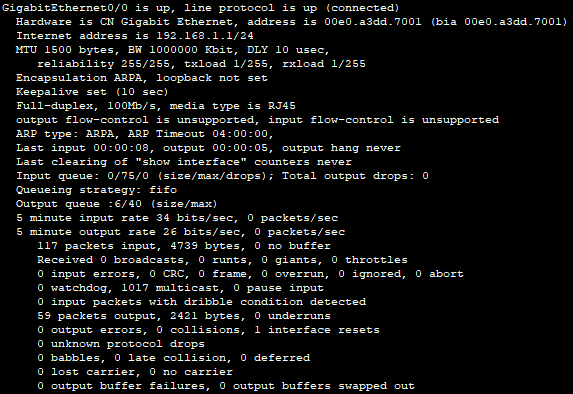 GigabitEthernet0/0 is up, line protocol is up (connected)
Hardware is CN Gigabit Ethernet, address is 00e0.a3dd.7001 (bia 00e0.a3dd.7001)
Internet address is 192.168.1.1/24
MTU 1500 bytes, BW 1000000 Kbit, DLY 10 usec,
reliability 255/255, txload 1/255, rxload 1/255
Encapsulation ARPA, loopback not set
Keepalive set (10 sec)
Full-duplex, 100Mb/s, media type is RJ45
output flow-control is unsupported, input flow-control is unsupported
ARP type: ARPA, ARP Timeout 04:00:00,
Last input 00:00:08, output 00:00:05, output hang never
Last clearing of "show interface" counters never
Input queue: 0/75/0 (size/max/drops); Total output drops: 0
Queueing strategy: fifo
Output queue :6/40 (size/max)
5 minute input rate 34 bits/sec, 0 packets/sec
5 minute output rate 26 bits/sec, 0 packets/sec
117 packets input, 4739 bytes, 0 no buffer
Received 0 broadcasts, 0 runts, 0 giants, 0 throttles
0 input errors, 0 CRC, 0 frame, 0 overrun, 0 ignored, 0 abort
0 watchdog, 1017 multicast, 0 pause input
0 input packets with dribble condition detected
59 packets output, 2421 bytes, 0 underruns
0 output errors, 0 collisions, 1 interface resets
0 unknown protocol drops
0 babbles, 0 late collision, 0 deferred
0 lost carrier, 0 no carrier
0 output buffer failures, 0 output buffers swapped out